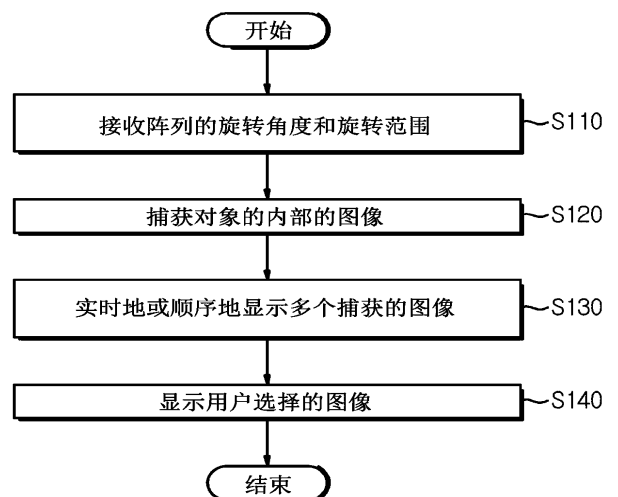 开始
接收阵列的旋转角度和旋转范围
S110
捕获对象的内部的图像
S120
实时地或顺序地显示多个捕获的图像
S130
显示用户选择的图像
S140
结束